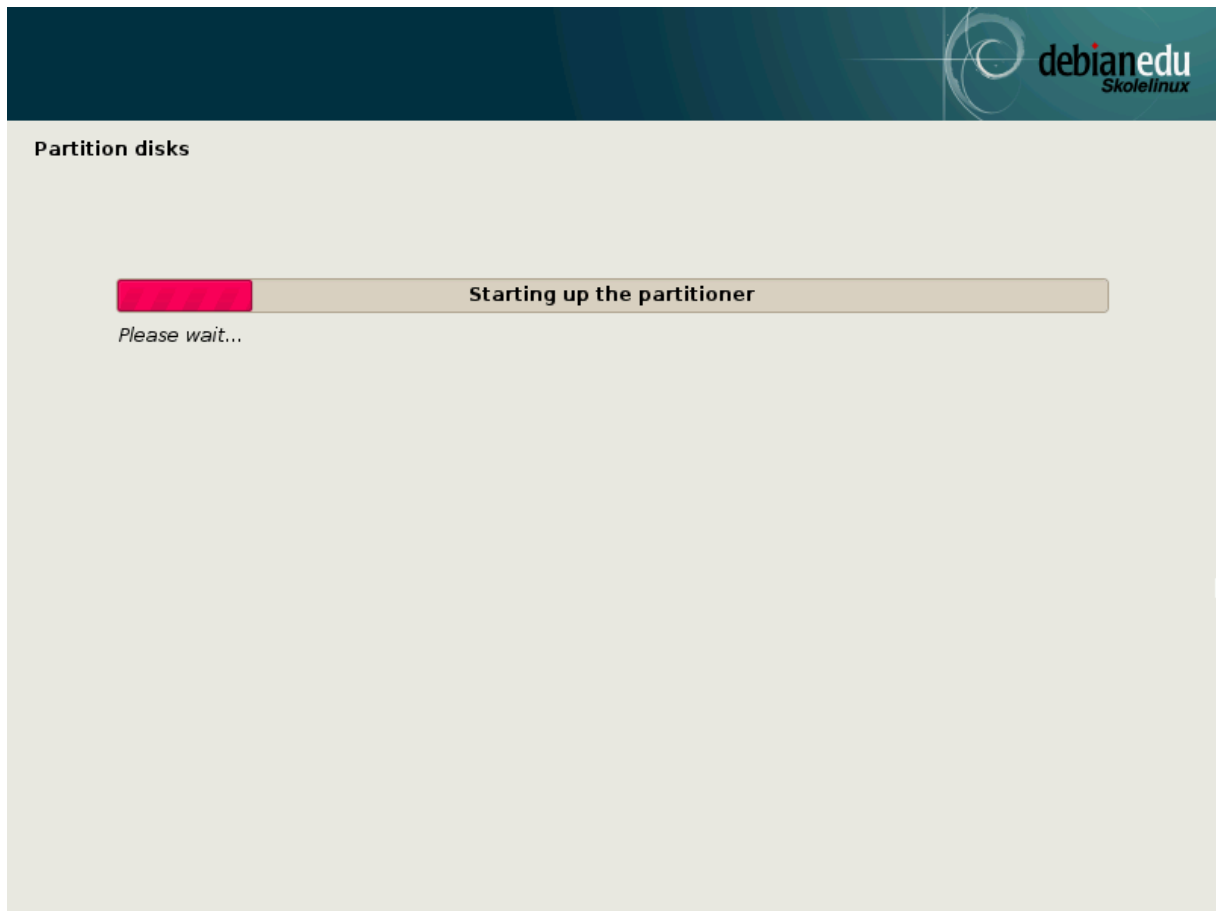 debianedu
Skolelinux
Partition disks
Starting up the partitioner
Please wait...